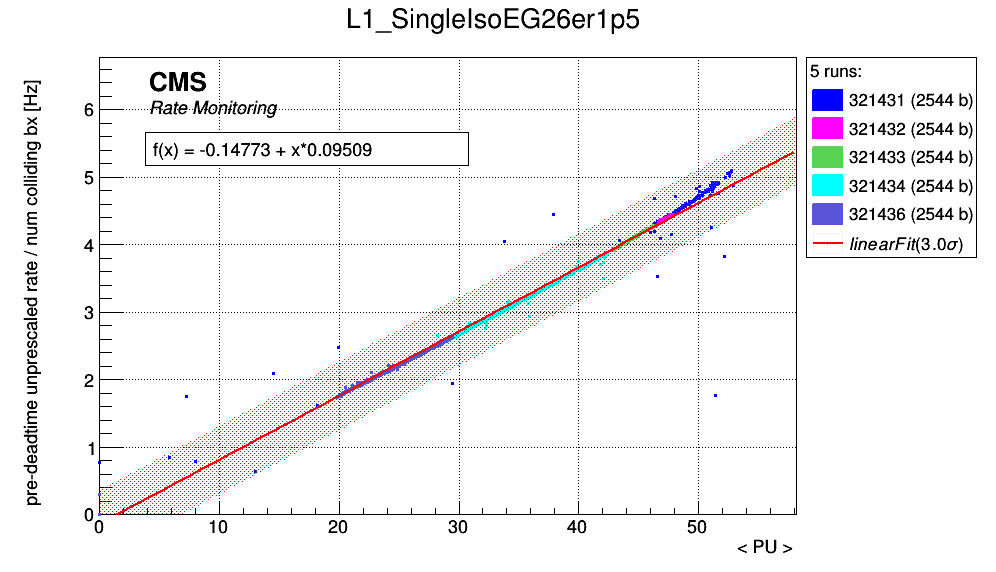 L1_SingleIsoEG26er1p5
pre-deadtime unprescaled rate / num colliding bx [Hz]
CMS
Rate Monitoring
f(x) = -0.14773 + x*0.09509
6
5
4
3
2
1
0
0 10 20 30 40 50
< PU >
5 runs:
321431 (2544 b)
321432 (2544 b)
321433 (2544 b)
321434 (2544 b)
321436 (2544 b)
linearFit(3.0σ)